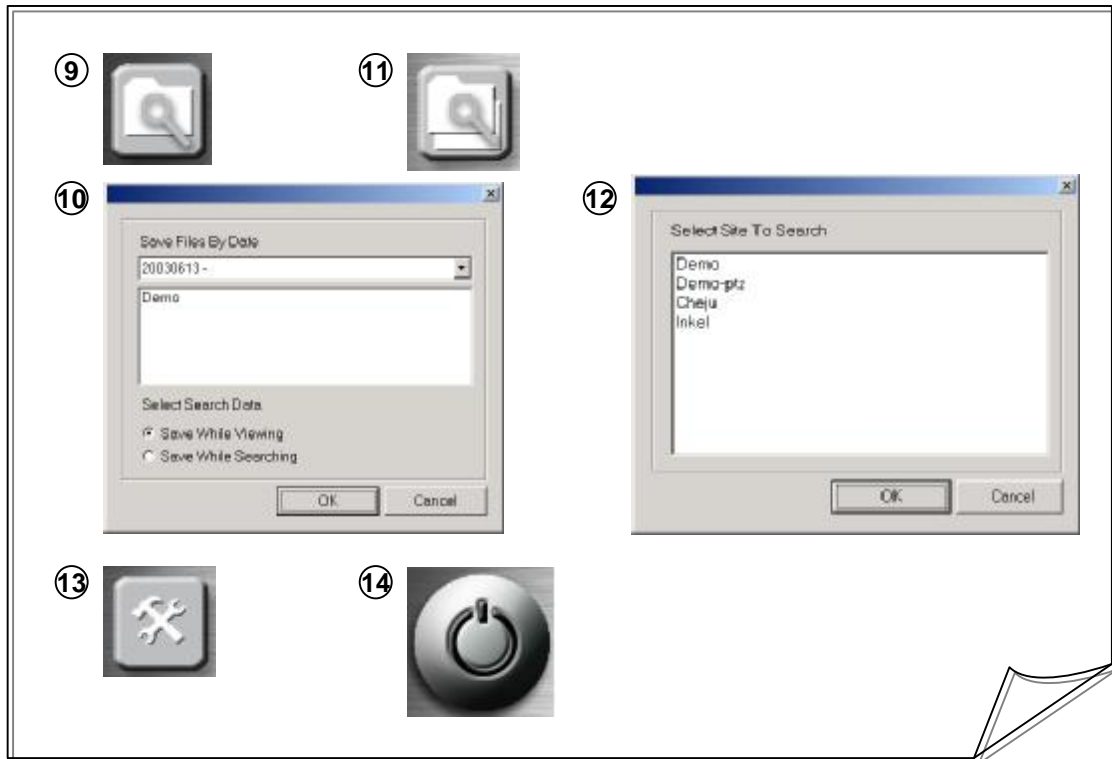 9
11
10
Save Files By Date
20030613 -
Demo
Select Search Data
Save While Viewing
Save While Searching
OK
Cancel
12
Select Site To Search
Demo
Demo-ptz
Cheju
Inkel
OK
Cancel
13
14